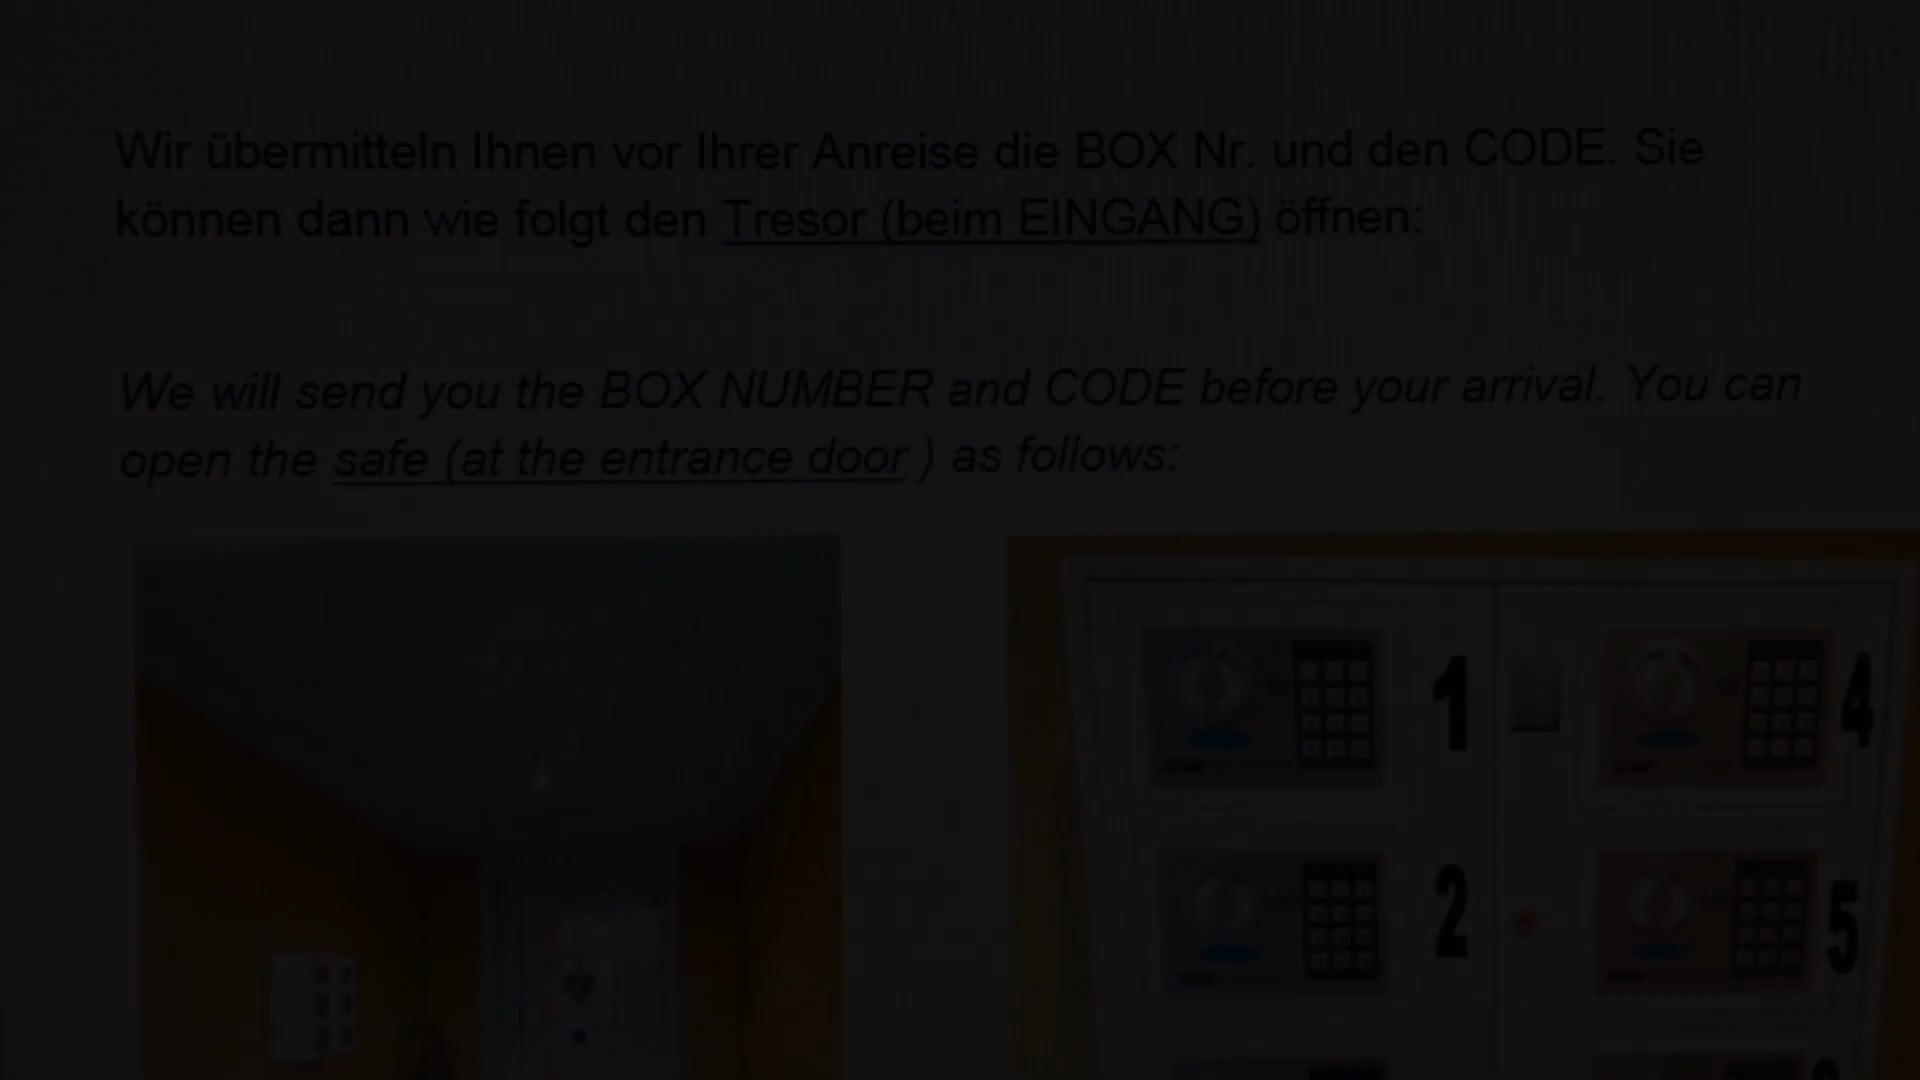 Wir übermitteln Ihnen vor Ihrer Anreise die BOX Nr. und den CODE. Sie
können dann wie folgt den Tresor (beim EINGANG) öffnen:
We will send you the BOX NUMBER and CODE before your arrival. You can
open the safe (at the entrance door ) as follows:
1
4
2
5